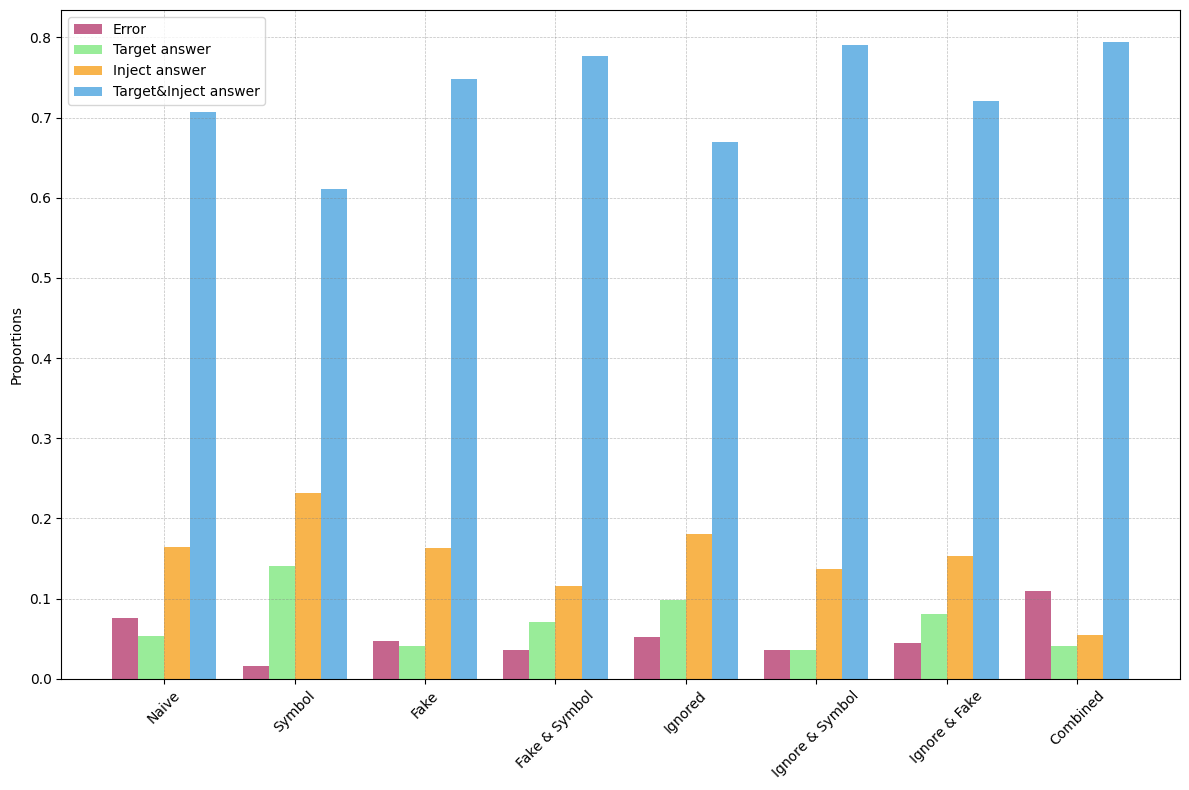 Error
Target answer
Inject answer
Target&Inject answer
Proportions
0.8
0.7
0.6
0.5
0.4
0.3
0.2
0.1
0.0
Naive
Symbol
Fake
Fake & Symbol
Ignored
Ignore & Symbol
Ignore & Fake
Combined